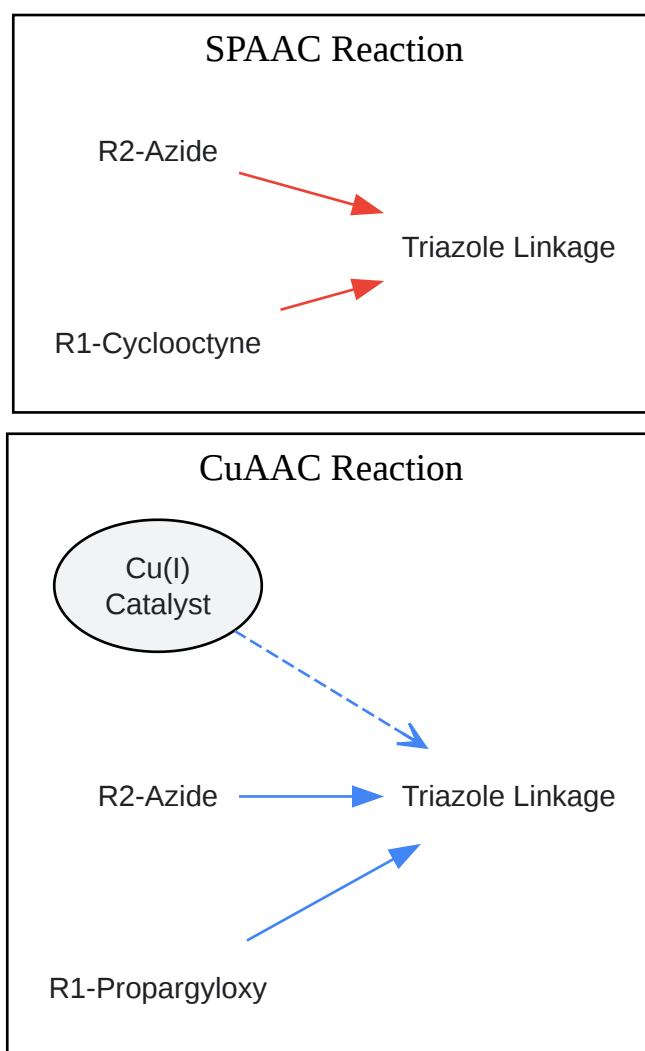 SPAAC Reaction
R2-Azide
Triazole Linkage
R1-Cyclooctyne
CuAAC Reaction
Cu(I)
Catalyst
R2-Azide
Triazole Linkage
R1-Propargyloxy